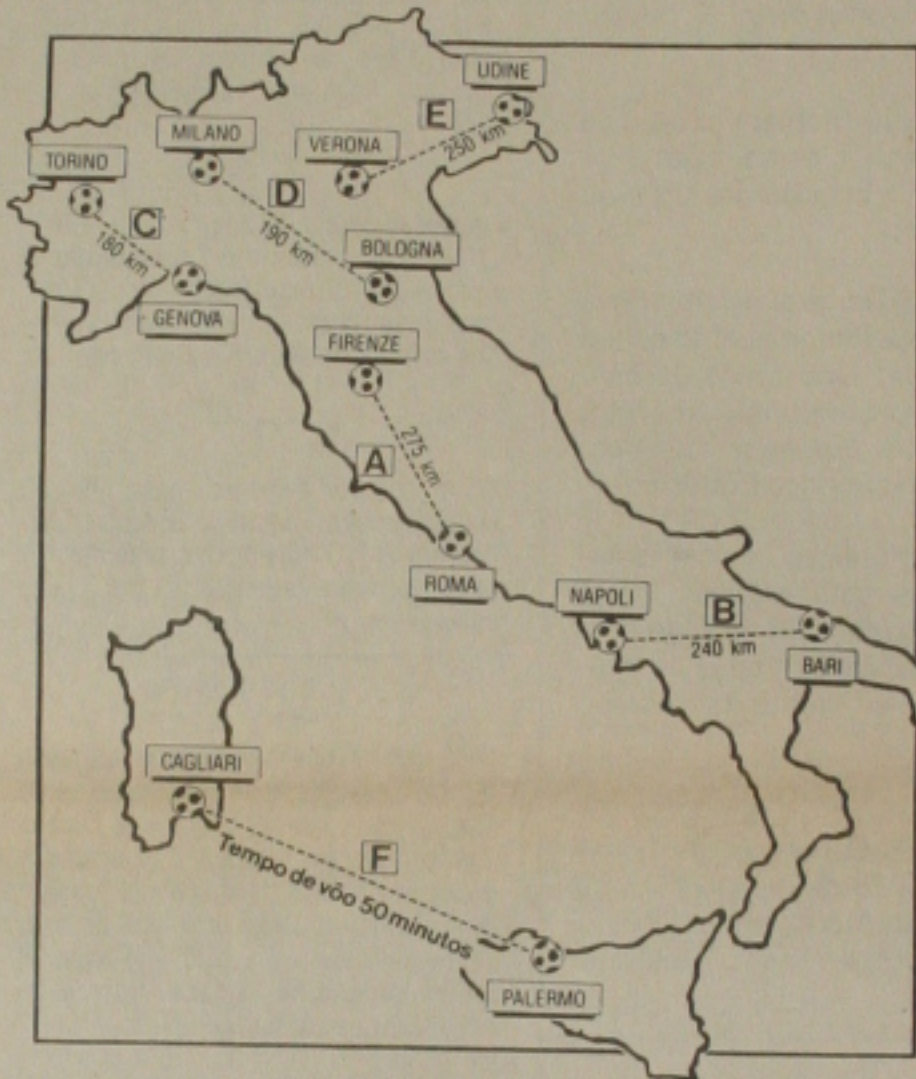 UDINE
E
MILANO
VERONA
250 km
TORINO
D
C
190 km
BOLOGNA
180 km
GENOVA
FIRENZE
275 km
A
ROMA
NAPOLI
B
240 km
BARI
CAGLIARI
F
Tempo de vôo 50 minutos
PALERMO